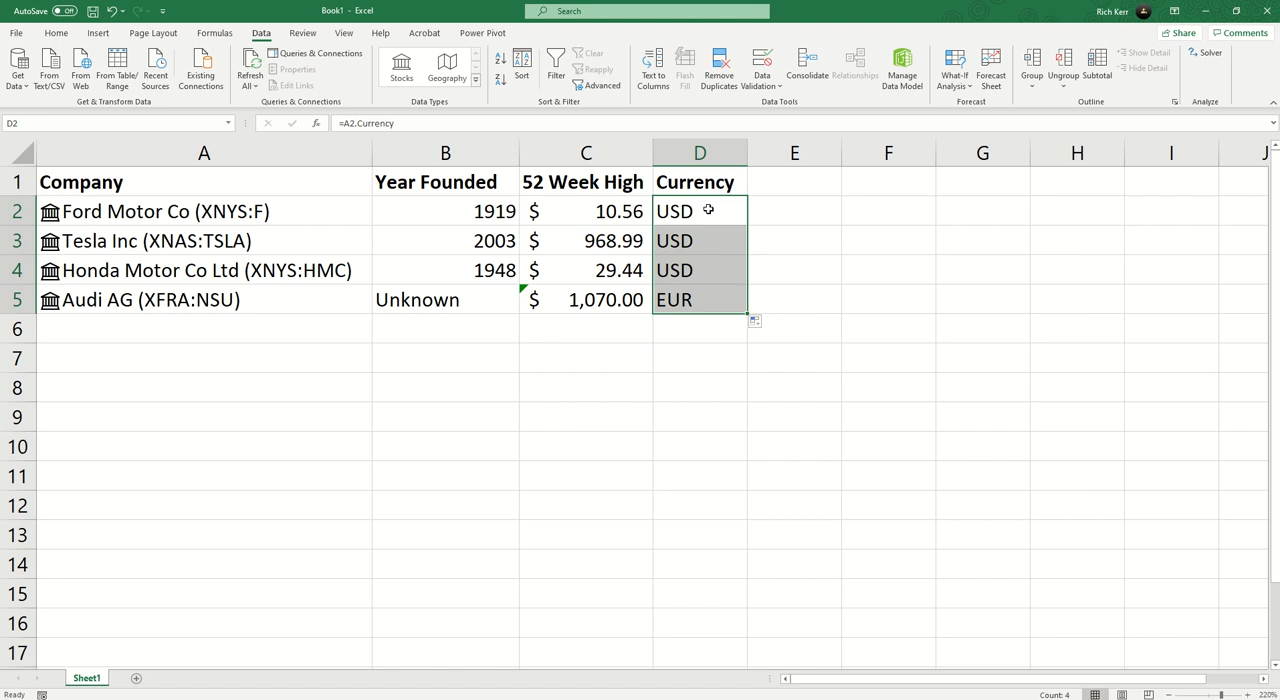 AutoSave Off Book1 - Excel Search Rich Kerr
File Home Insert Page Layout Formulas Data Review View Help Acrobat Power Pivot Share Comments
Get Data From Text/CSV From Web From Table/ Range Recent Sources Existing Connections
Refresh All Queries & Connections Properties Edit Links
Stocks Geography
Sort Filter Clear Reapply Advanced
Text to Columns Flash Fill Remove Duplicates Data Validation Consolidate Relationships Manage Data Model
What-If Analysis Forecast Sheet
Group Ungroup Subtotal Show Detail Hide Detail
Solver
Get & Transform Data Queries & Connections Data Types Sort & Filter Data Tools Forecast Outline Analyze
D2 fx =A2.Currency
A B C D E F G H I J
1 Company Year Founded 52 Week High Currency
2 Ford Motor Co (XNYS:F) 1919 $ 10.56 USD
3 Tesla Inc (XNAS:TSLA) 2003 $ 968.99 USD
4 Honda Motor Co Ltd (XNYS:HMC) 1948 $ 29.44 USD
5 Audi AG (XFRA:NSU) Unknown $ 1,070.00 EUR
6
7
8
9
10
11
12
13
14
15
16
17
Sheet1
Ready Count: 4 220%